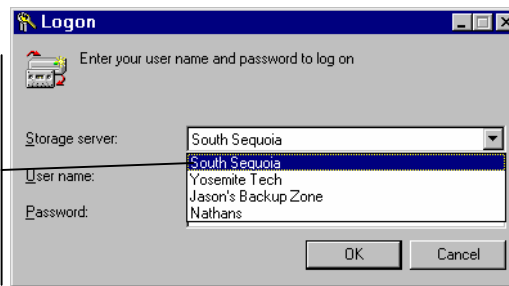 Logon
Enter your user name and password to log on
Storage server:
South Sequoia
South Sequoia
User name:
Yosemite Tech
Jason's Backup Zone
Password:
Nathans
OK
Cancel